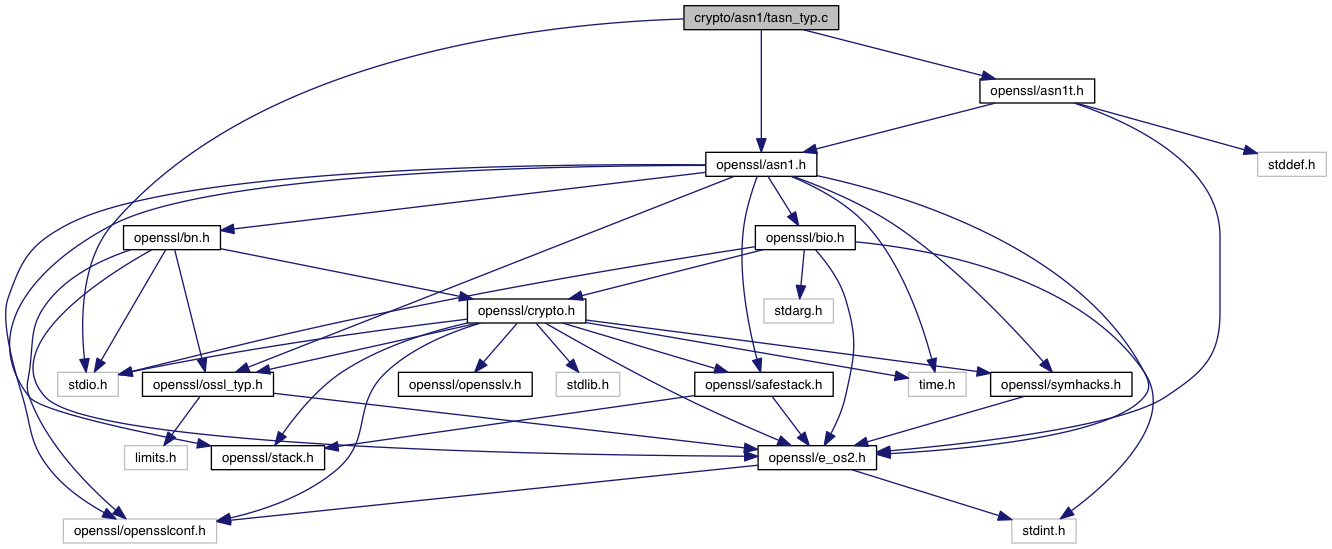 crypto/asn1/tasn_typ.c
openssl/asn1t.h
openssl/asn1.h
stddef.h
openssl/bn.h
openssl/bio.h
openssl/crypto.h
stdarg.h
stdio.h
openssl/ossl_typ.h
openssl/opensslv.h
stdlib.h
openssl/safestack.h
time.h
openssl/symhacks.h
limits.h
openssl/stack.h
openssl/e_os2.h
openssl/opensslconf.h
stdint.h